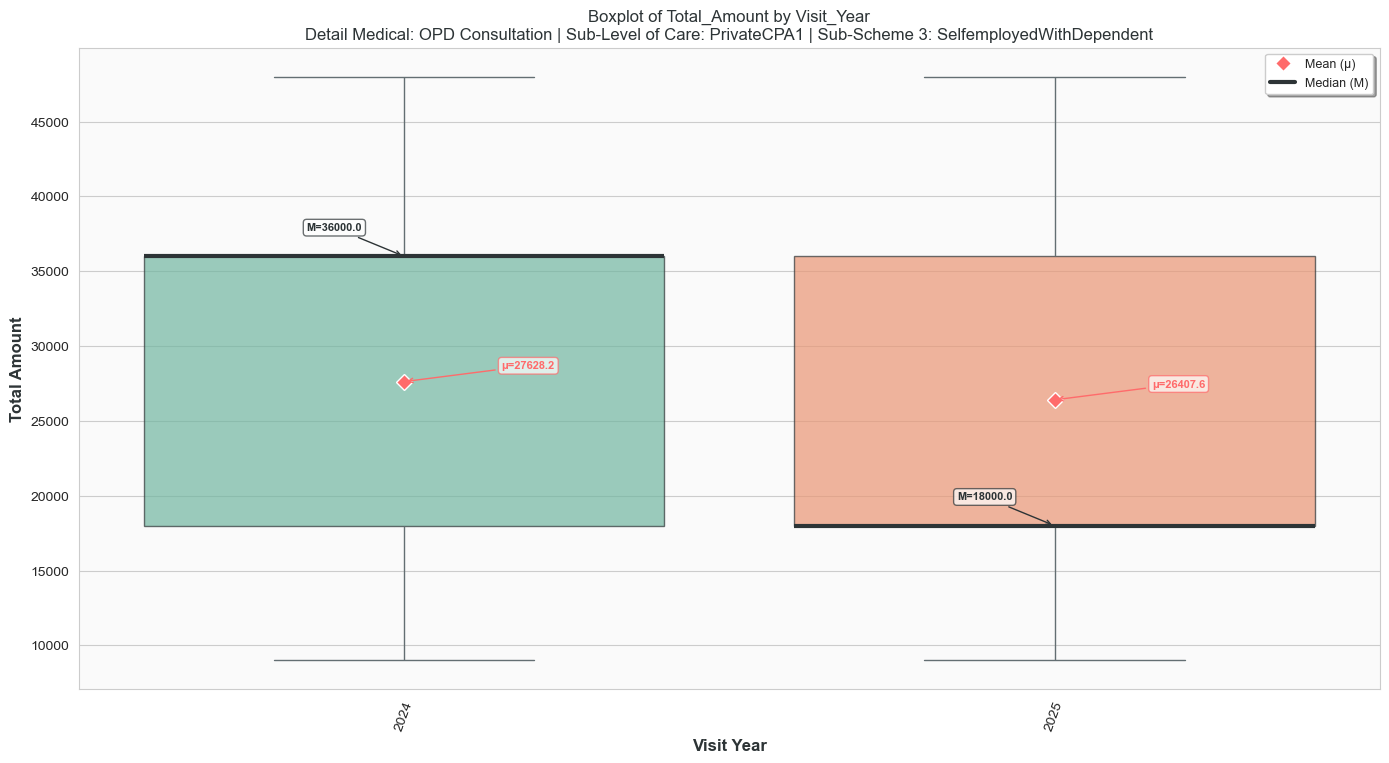 Boxplot of Total_Amount by Visit_Year
Detail Medical: OPD Consultation | Sub-Level of Care: PrivateCPA1 | Sub-Scheme 3: SelfemployedWithDependent
Mean (μ)
Median (M)
Total Amount
45000
40000
35000
30000
25000
20000
15000
10000
M=36000.0
μ=27628.2
μ=26407.6
M=18000.0
2024
2025
Visit Year